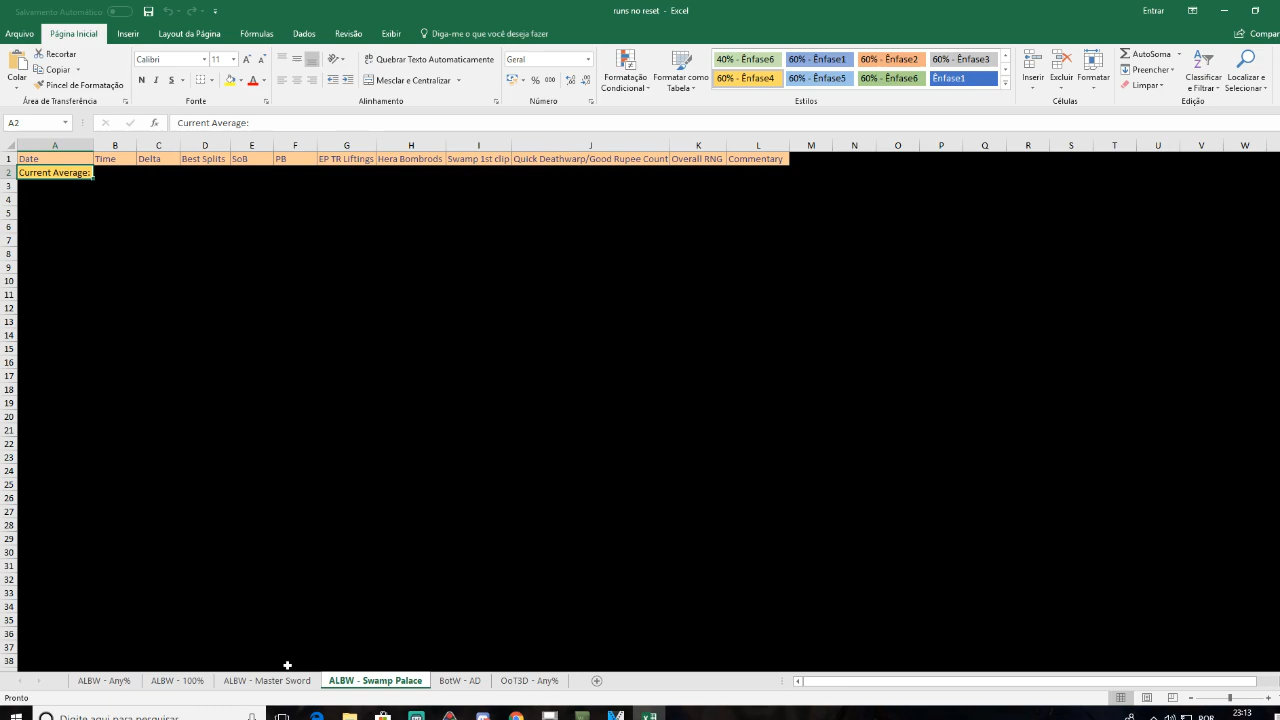 Salvamento Automático
runs no reset - Excel
Entrar
Arquivo Página Inicial Inserir Layout da Página Fórmulas Dados Revisão Exibir Diga-me o que você deseja fazer
Colar
Recortar
Copiar
Pincel de Formatação
Área de Transferência
Calibri 11
N I S
Fonte
Quebrar Texto Automaticamente
Mesclar e Centralizar
Alinhamento
Geral
% 000
Número
Formatação Condicional
Formatar como Tabela
40% - Ênfase6 60% - Ênfase1 60% - Ênfase2 60% - Ênfase3
60% - Ênfase4 60% - Ênfase5 60% - Ênfase6 Ênfase1
Estilos
Inserir Excluir Formatar
Células
AutoSoma
Preencher
Limpar
Classificar e Filtrar
Localizar e Selecionar
Edição
A2 fx Current Average:
A B C D E F G H I J K L M N O P Q R S T U V W
1 Date Time Delta Best Splits SoB PB EP TR Liftings Hera Bombrods Swamp 1st clip Quick Deathwarp/Good Rupee Count Overall RNG Commentary
2 Current Average:
3
4
5
6
7
8
9
10
11
12
13
14
15
16
17
18
19
20
21
22
23
24
25
26
27
28
29
30
31
32
33
34
35
36
37
38
ALBW - Any% ALBW - 100% ALBW - Master Sword ALBW - Swamp Palace BotW - AD OoT3D - Any%
Pronto
Digite aqui para pesquisar
POR
23:13